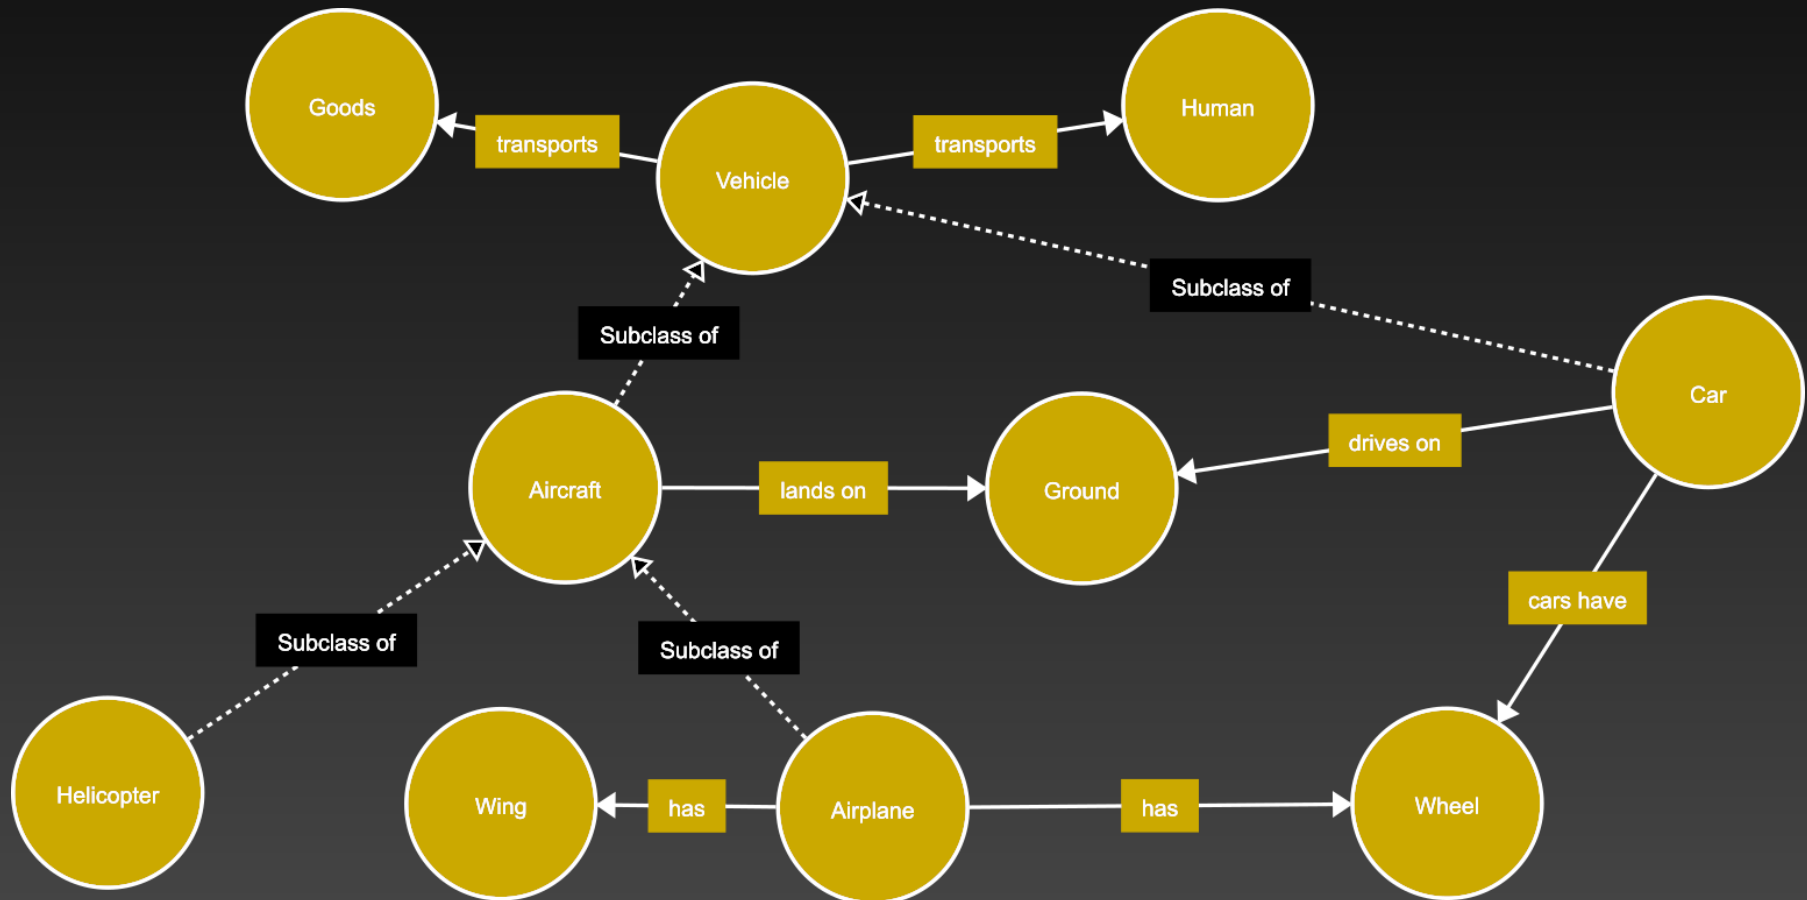 Goods
transports
Vehicle
transports
Human
Subclass of
Subclass of
Car
Aircraft
lands on
Ground
drives on
cars have
Subclass of
Subclass of
Helicopter
Wing
has
Airplane
has
Wheel